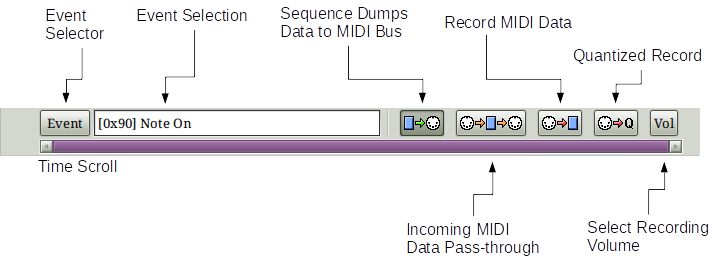 Event
Selector
Event Selection
Sequence Dumps
Data to MIDI Bus
Record MIDI Data
Quantized Record
Event
[0x90] Note On
Q
Vol
Time Scroll
Incoming MIDI
Data Pass-through
Select Recording
Volume